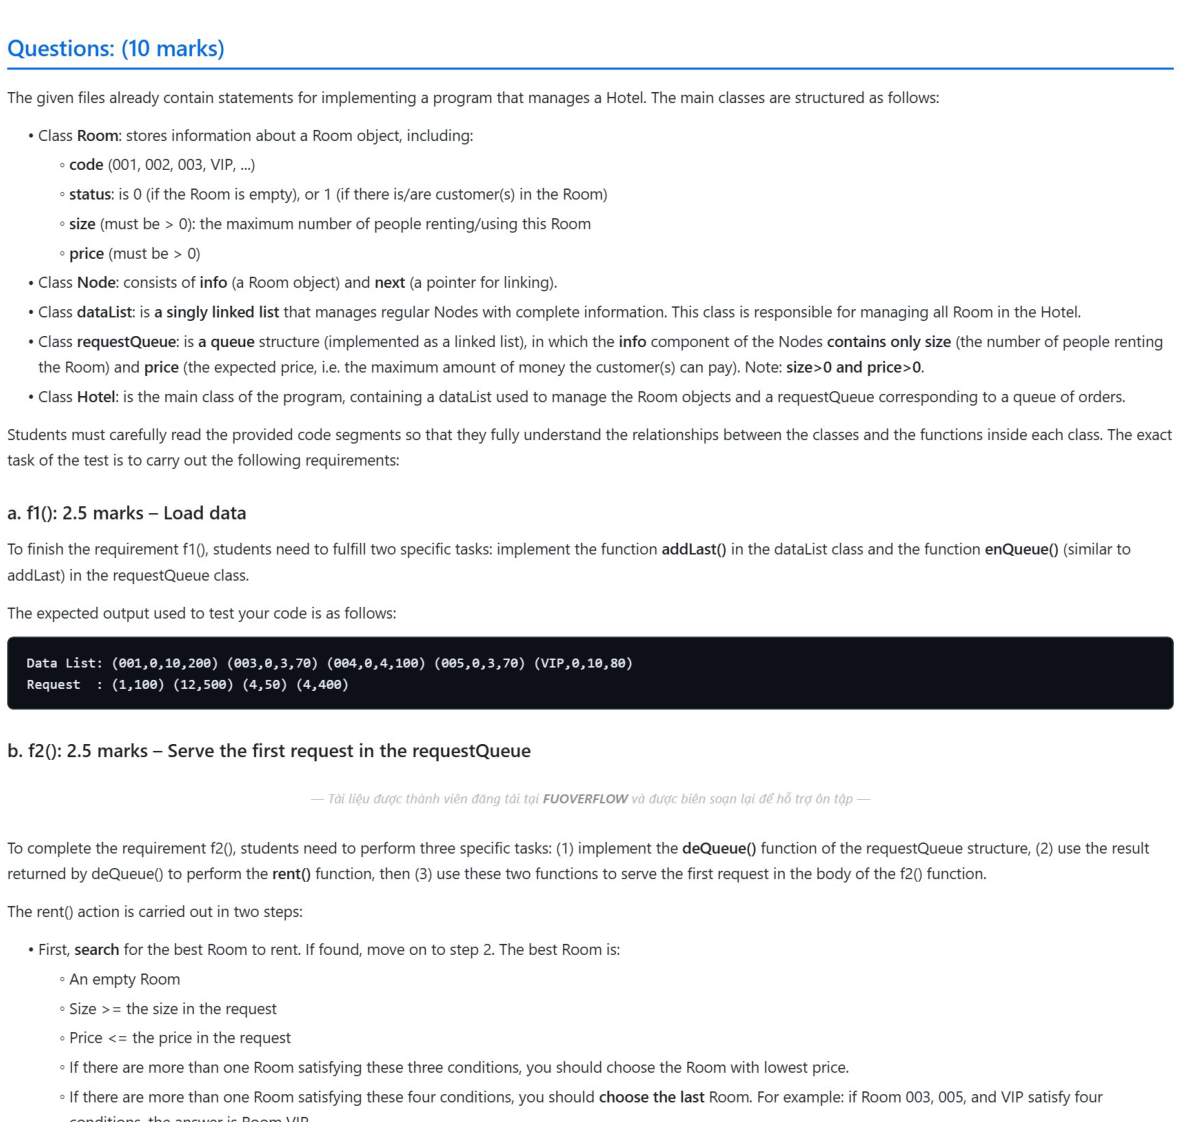 Questions: (10 marks)
The given files already contain statements for implementing a program that manages a Hotel. The main classes are structured as follows:
• Class Room: stores information about a Room object, including:
◦ code (001, 002, 003, VIP, ...)
◦ status: is 0 (if the Room is empty), or 1 (if there is/are customer(s) in the Room)
◦ size (must be > 0): the maximum number of people renting/using this Room
◦ price (must be > 0)
• Class Node: consists of info (a Room object) and next (a pointer for linking).
• Class dataList: is a singly linked list that manages regular Nodes with complete information. This class is responsible for managing all Room in the Hotel.
• Class requestQueue: is a queue structure (implemented as a linked list), in which the info component of the Nodes contains only size (the number of people renting
the Room) and price (the expected price, i.e. the maximum amount of money the customer(s) can pay). Note: size>0 and price>0.
• Class Hotel: is the main class of the program, containing a dataList used to manage the Room objects and a requestQueue corresponding to a queue of orders.
Students must carefully read the provided code segments so that they fully understand the relationships between the classes and the functions inside each class. The exact
task of the test is to carry out the following requirements:
a. f1(): 2.5 marks – Load data
To finish the requirement f1(), students need to fulfill two specific tasks: implement the function addLast() in the dataList class and the function enQueue() (similar to
addLast) in the requestQueue class.
The expected output used to test your code is as follows:
Data List: (001,0,10,200) (003,0,3,70) (004,0,4,100) (005,0,3,70) (VIP,0,10,80)
Request  : (1,100) (12,500) (4,50) (4,400)
b. f2(): 2.5 marks – Serve the first request in the requestQueue
— Tài liệu được thành viên đăng tải tại FUOVERFLOW và được biên soạn lại để hỗ trợ ôn tập —
To complete the requirement f2(), students need to perform three specific tasks: (1) implement the deQueue() function of the requestQueue structure, (2) use the result
returned by deQueue() to perform the rent() function, then (3) use these two functions to serve the first request in the body of the f2() function.
The rent() action is carried out in two steps:
• First, search for the best Room to rent. If found, move on to step 2. The best Room is:
◦ An empty Room
◦ Size >= the size in the request
◦ Price <= the price in the request
◦ If there are more than one Room satisfying these three conditions, you should choose the Room with lowest price.
◦ If there are more than one Room satisfying these four conditions, you should choose the last Room. For example: if Room 003, 005, and VIP satisfy four
conditions, the answer is Room VIP.